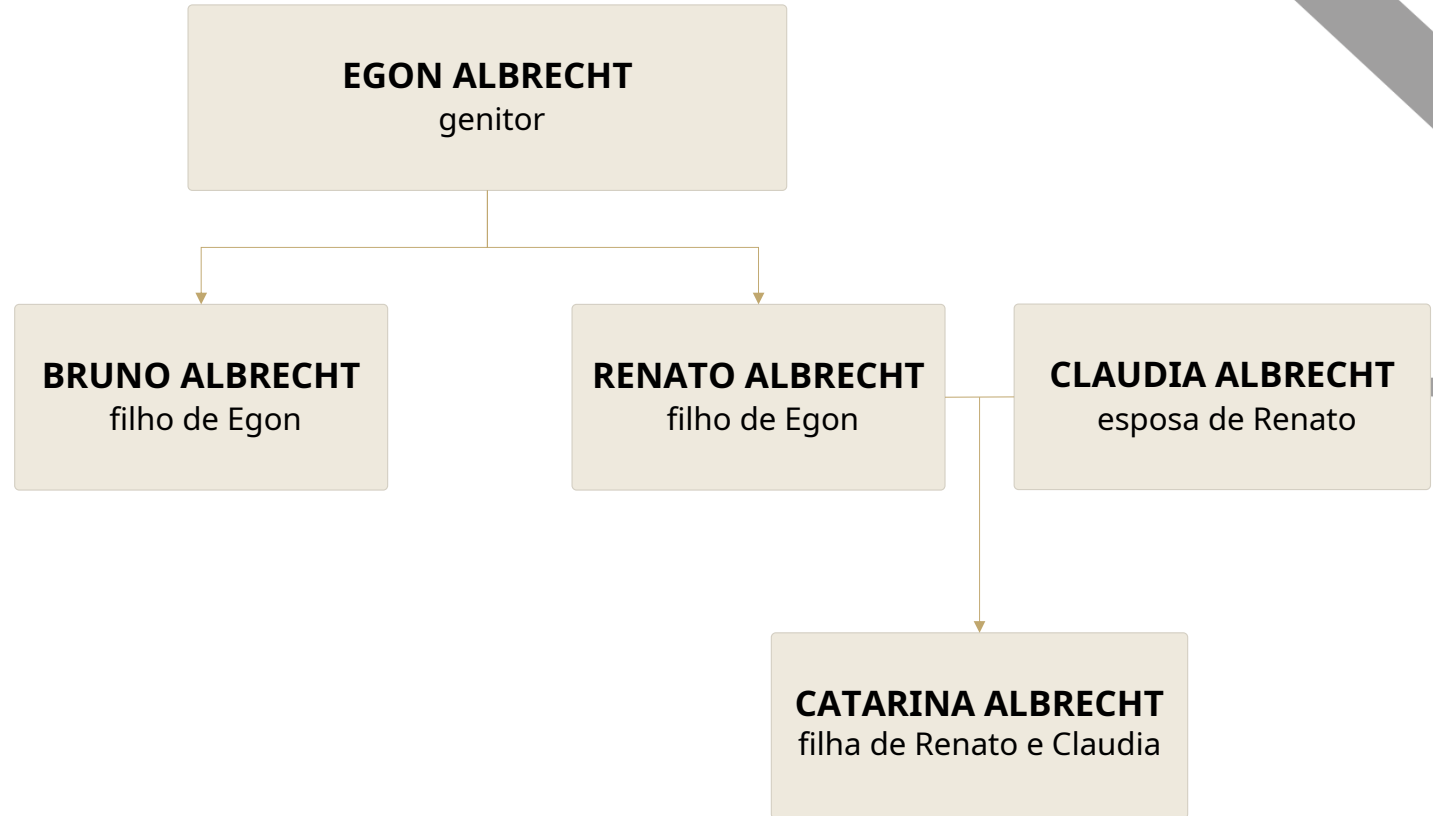 EGON ALBRECHT
genitor
BRUNO ALBRECHT
filho de Egon
RENATO ALBRECHT
filho de Egon
CLAUDIA ALBRECHT
esposa de Renato
CATARINA ALBRECHT
filha de Renato e Claudia